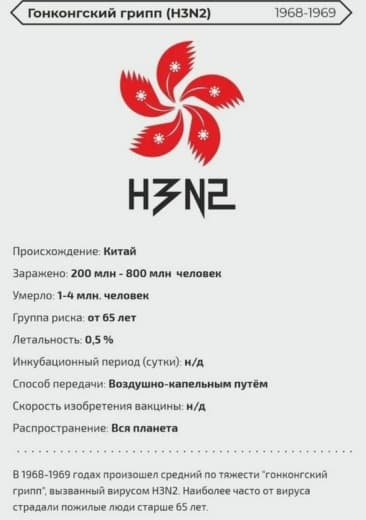 Гонконгский грипп (H3N2) 1968-1969
H3N2
Происхождение: Китай
Заражено: 200 млн - 800 млн человек
Умерло: 1-4 млн. человек
Группа риска: от 65 лет
Летальность: 0,5 %
Инкубационный период (сутки): н/д
Способ передачи: Воздушно-капельным путём
Скорость изобретения вакцины: н/д
Распространение: Вся планета
В 1968-1969 годах произошел средний по тяжести "гонконгский
грипп", вызванный вирусом H3N2. Наиболее часто от вируса
страдали пожилые люди старше 65 лет.